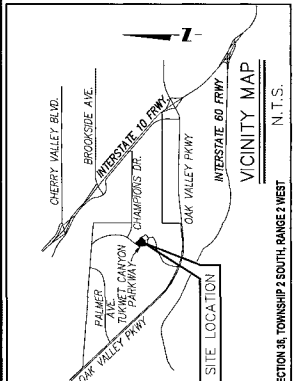 Z
CHERRY VALLEY BLVD.
BROOKSIDE AVE.
INTERSTATE 10 FRWY
CHAMPIONS DR.
PALMER
AVE.
TUKWET CANYON
PARKWAY
OAK VALLEY PKWY
OAK VALLEY PKWY
INTERSTATE 60 FRWY
SITE LOCATION
VICINITY MAP
N.T.S.
ECTION 36, TOWNSHIP 2 SOUTH, RANGE 2 WEST